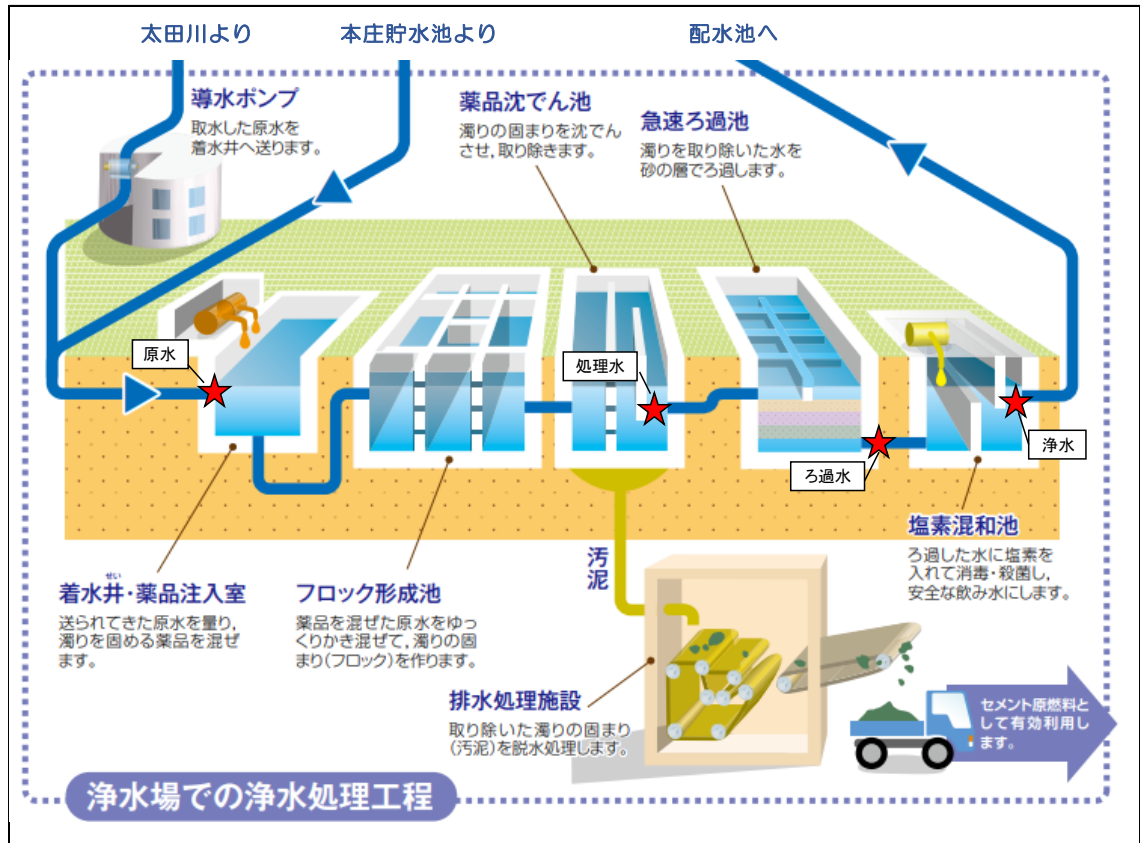 太田川より
本庄貯水池より
配水池へ
導水ポンプ
取水した原水を
着水井へ送ります。
薬品沈でん池
濁りの固まりを沈でん
させ,取り除きます。
急速ろ過池
濁りを取り除いた水を
砂の層でろ過します。
原水
処理水
ろ過水
浄水
着水井・薬品注入室
せい
送られてきた原水を量り,
濁りを固める薬品を混ぜ
ます。
フロック形成池
薬品を混ぜた原水をゆっ
くりかき混ぜて,濁りの固
まり(フロック)を作ります。
汚泥
塩素混和池
ろ過した水に塩素を
入れて消毒・殺菌し,
安全な飲み水にします。
排水処理施設
取り除いた濁りの固まり
(汚泥)を脱水処理します。
セメント原燃料と
して有効利用し
ます。
浄水場での浄水処理工程